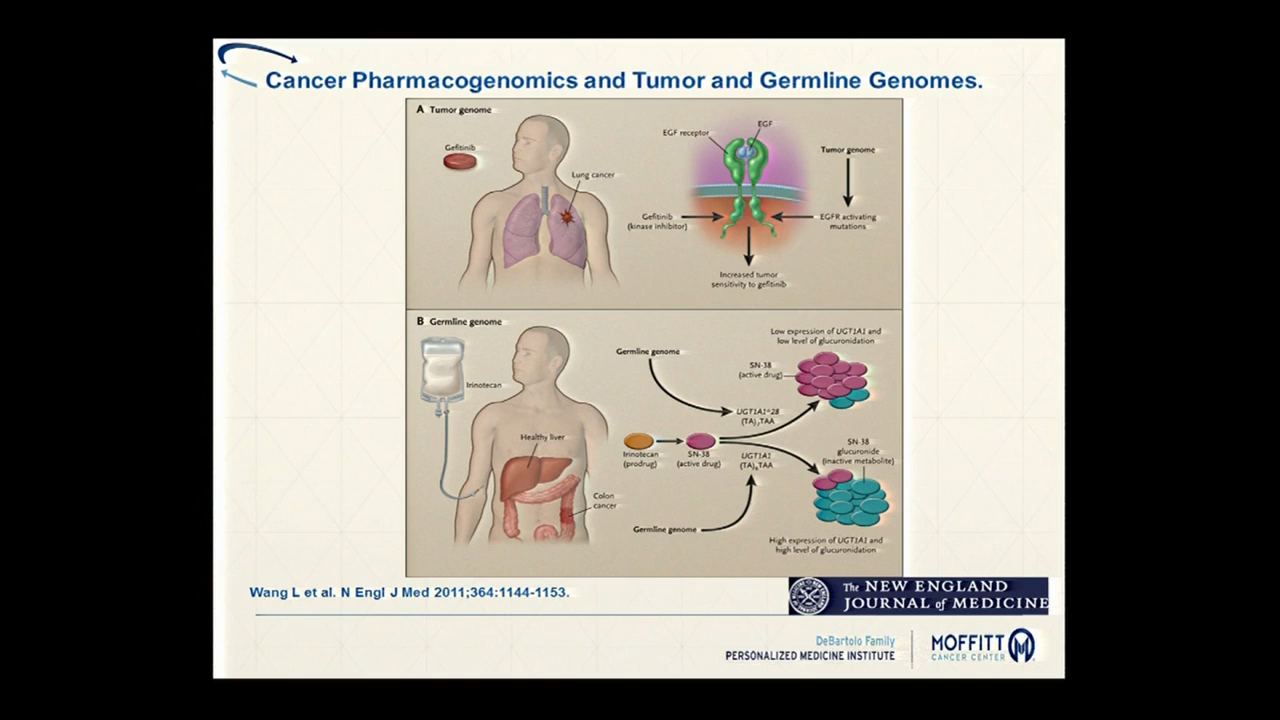 Cancer Pharmacogenomics and Tumor and Germline Genomes.
A Tumor genome
Gefitinib
Lung cancer
EGF receptor
EGF
Tumor genome
Gefitinib
(kinase inhibitor)
EGFR activating
mutations
Increased tumor
sensitivity to gefitinib
B Germline genome
Irinotecan
Healthy liver
Colon
cancer
Germline genome
Low expression of UGT1A1 and
low level of glucuronidation
SN-38
(active drug)
UGT1A1*28
(TA)7TAA
Irinotecan
(prodrug)
SN-38
(active drug)
UGT1A1
(TA)6TAA
SN-38
glucuronide
(inactive metabolite)
Germline genome
High expression of UGT1A1 and
high level of glucuronidation
Wang L et al. N Engl J Med 2011;364:1144-1153.
The NEW ENGLAND
JOURNAL of MEDICINE
DeBartolo Family
PERSONALIZED MEDICINE INSTITUTE
MOFFITT
CANCER CENTER